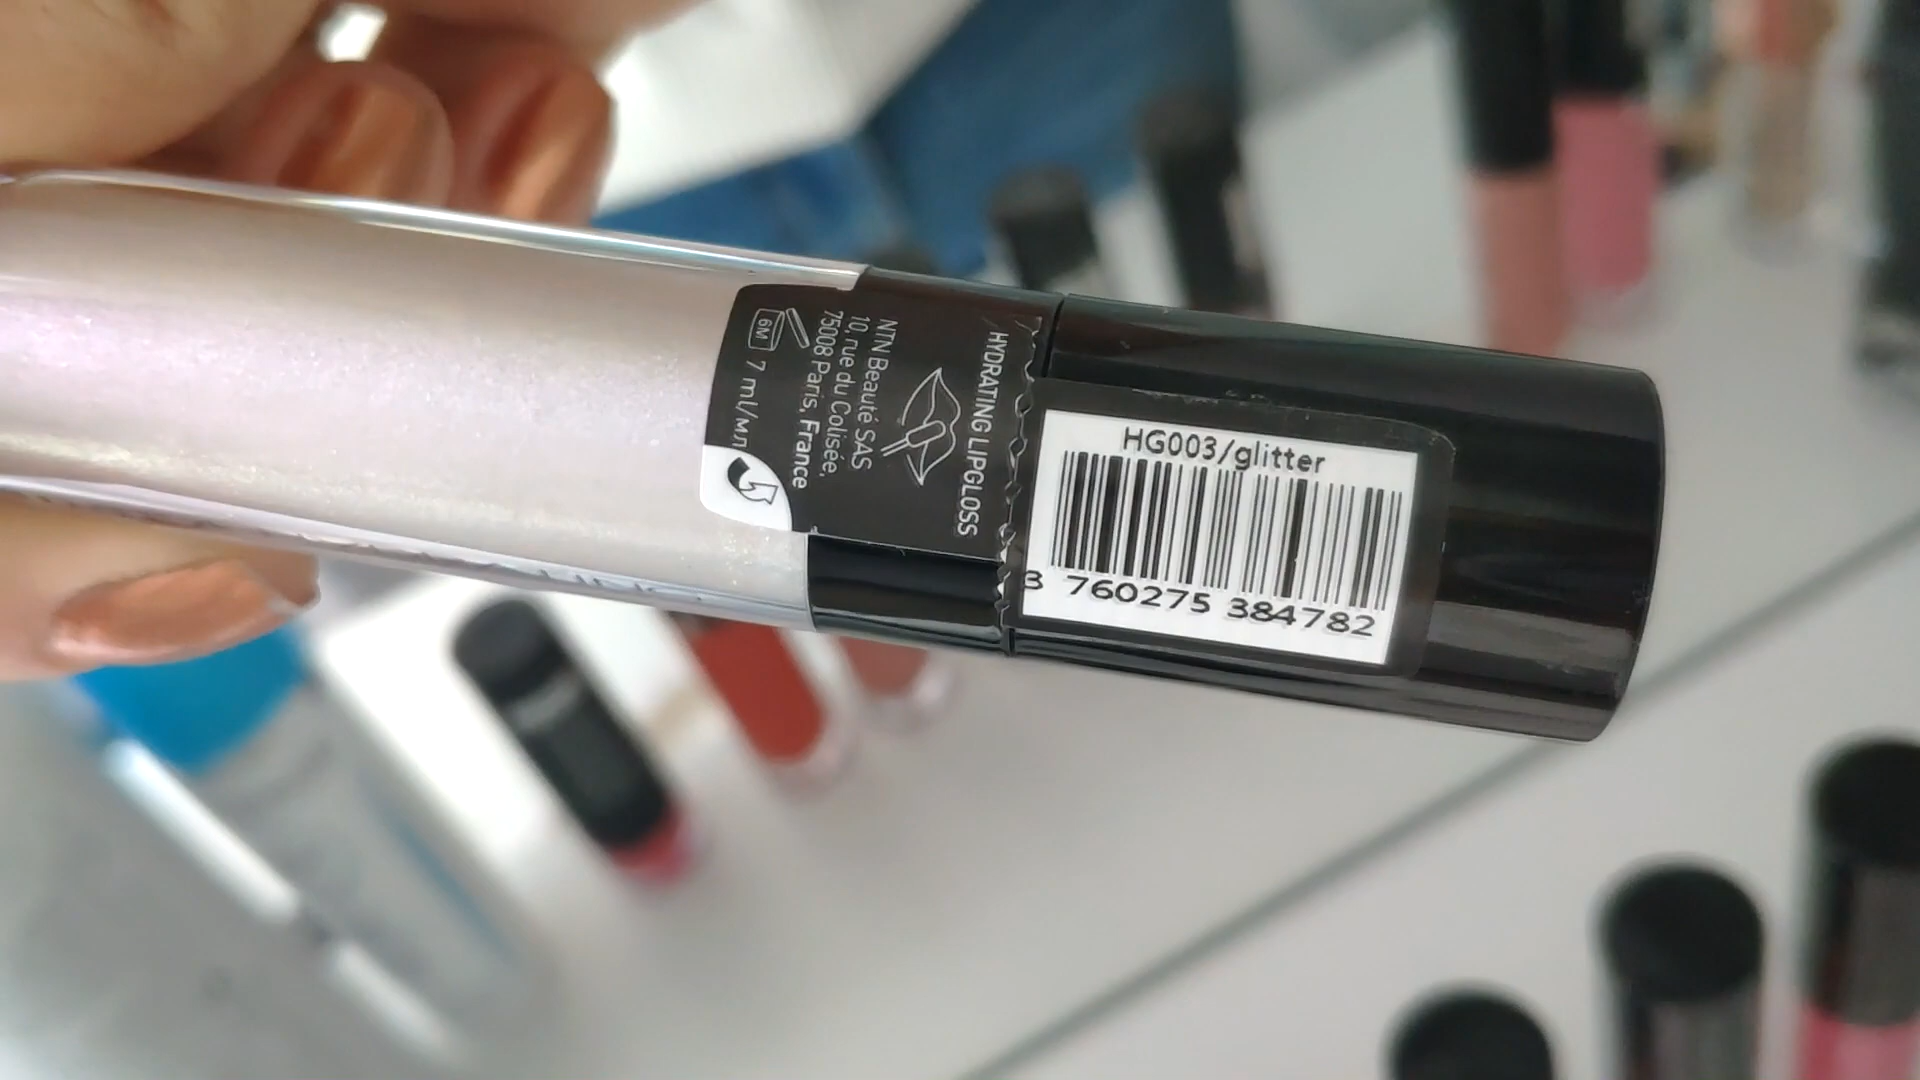 HYDRATING LIPGLOSS
NTN Beauté SAS
10, rue du Colisée,
75008 Paris, France
6M 7 ml/мл
HG003/glitter
3 760275 384782